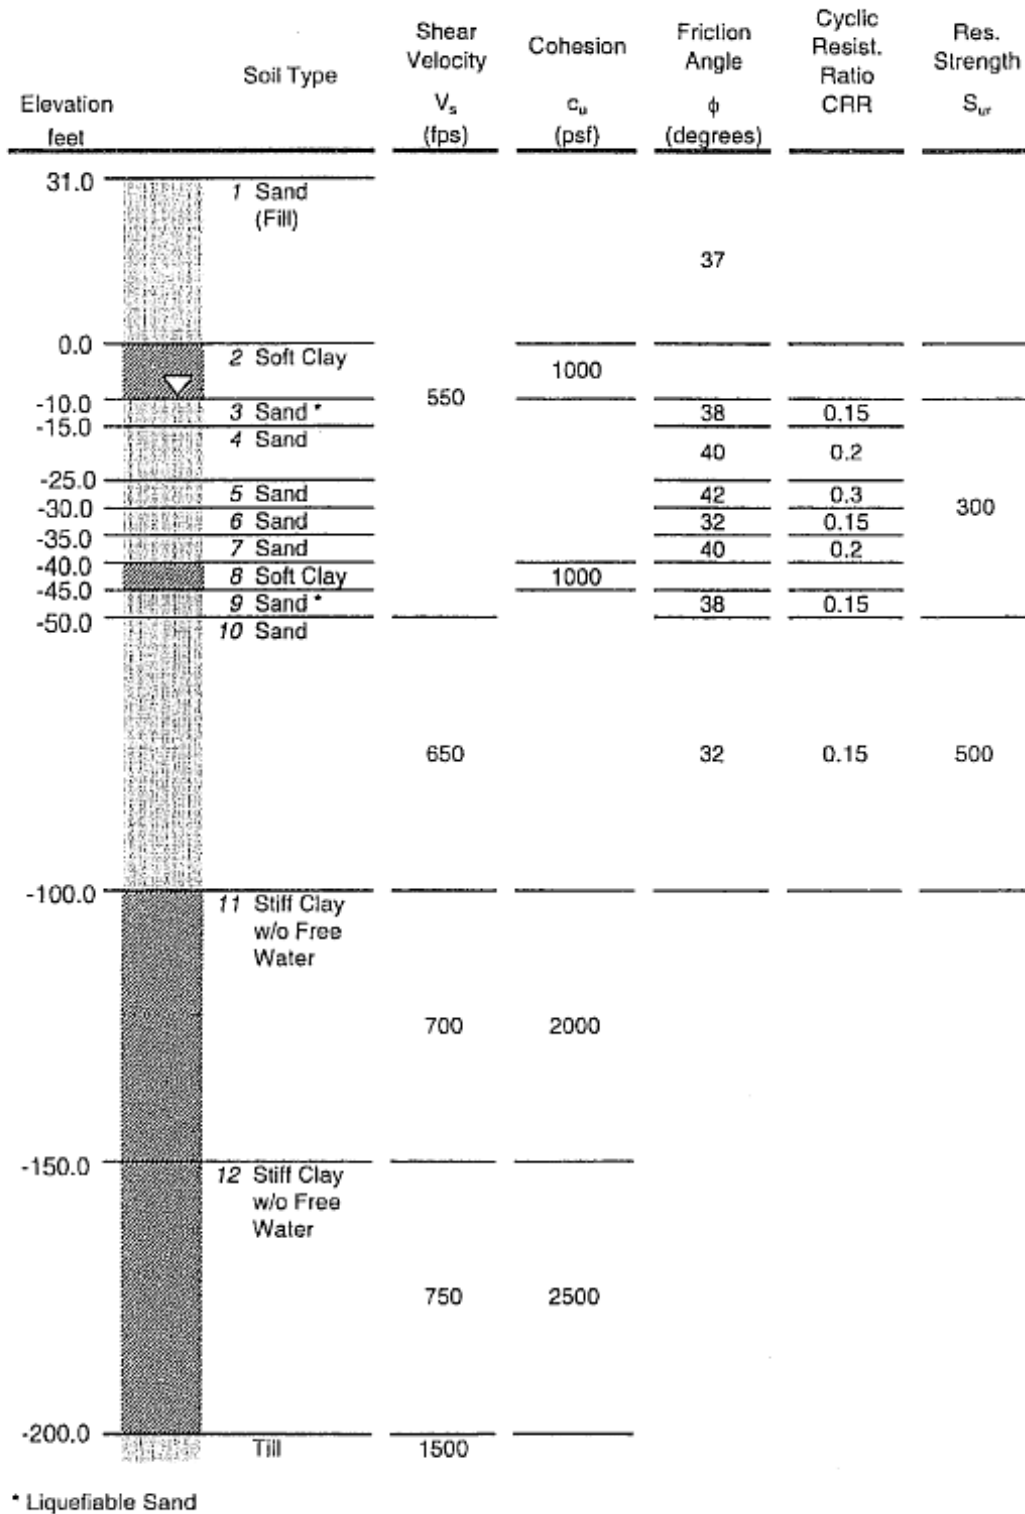 Elevation
feet
Soil Type
Shear
Velocity
Vs
(fps)
Cohesion
cu
(psf)
Friction
Angle
ϕ
(degrees)
Cyclic
Resist.
Ratio
CRR
Res.
Strength
Sur
31.0
1 Sand
(Fill)
37
0.0
2 Soft Clay
1000
550
-10.0
3 Sand *
38
0.15
-15.0
4 Sand
40
0.2
-25.0
5 Sand
42
0.3
300
-30.0
6 Sand
32
0.15
-35.0
7 Sand
40
0.2
-40.0
8 Soft Clay
1000
-45.0
9 Sand *
38
0.15
-50.0
10 Sand
650
32
0.15
500
-100.0
11 Stiff Clay
w/o Free
Water
700
2000
-150.0
12 Stiff Clay
w/o Free
Water
750
2500
-200.0
Till
1500
* Liquefiable Sand